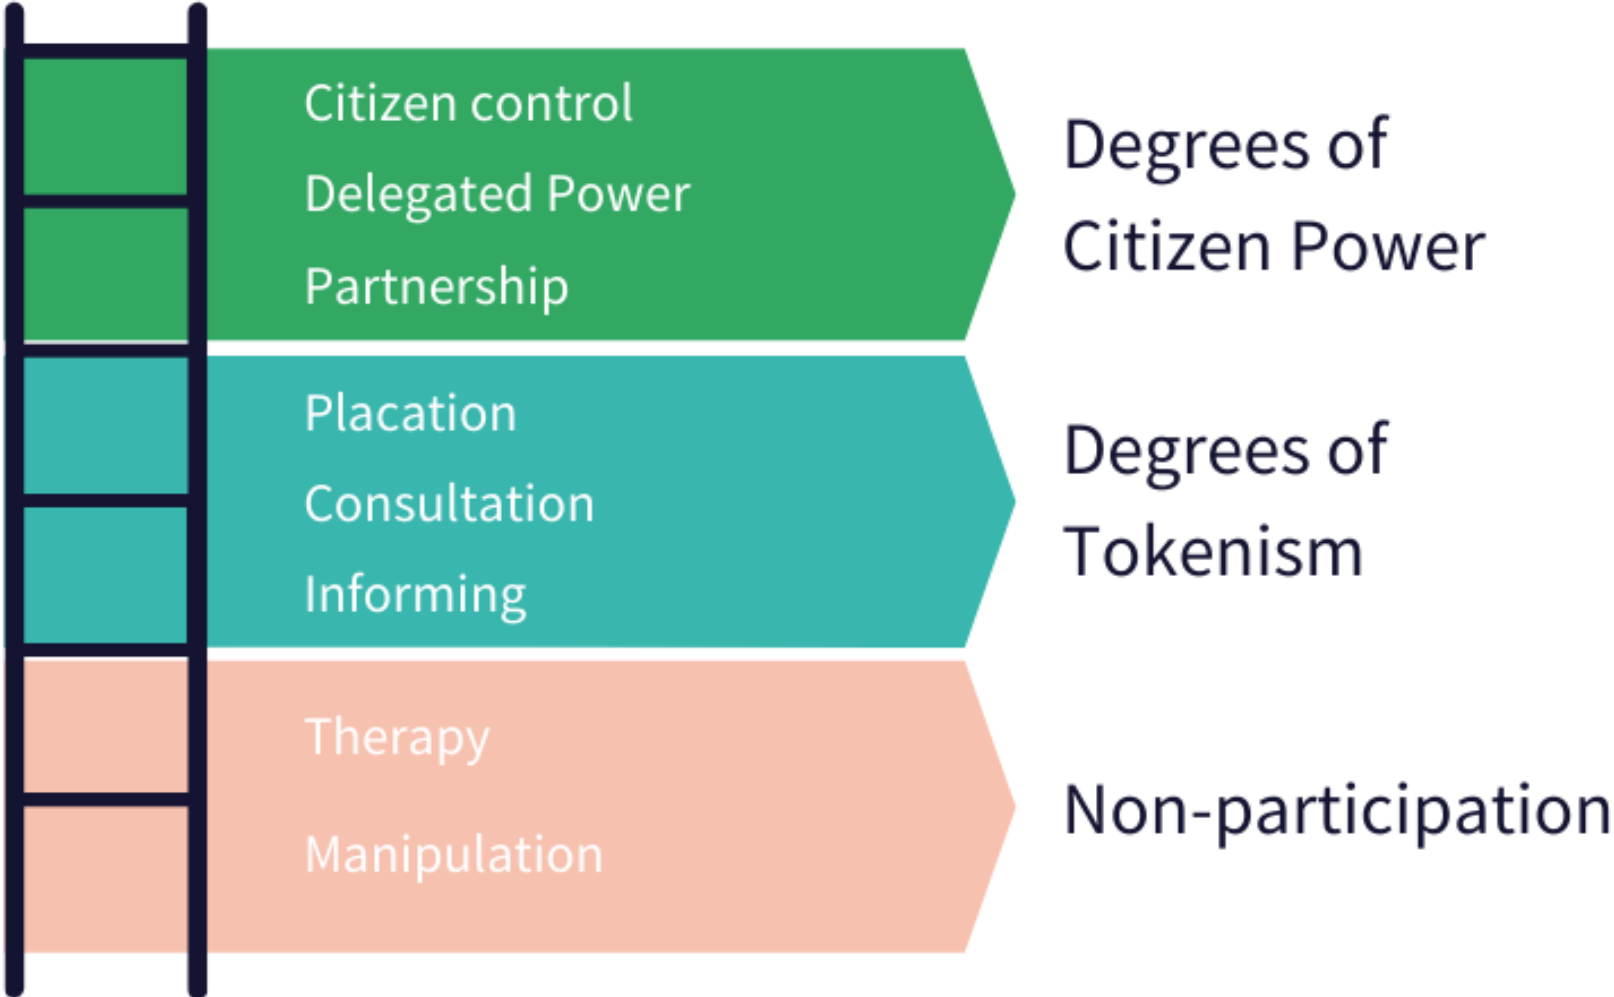 Citizen control
Delegated Power
Partnership
Degrees of
Citizen Power
Placation
Consultation
Informing
Degrees of
Tokenism
Therapy
Manipulation
Non-participation